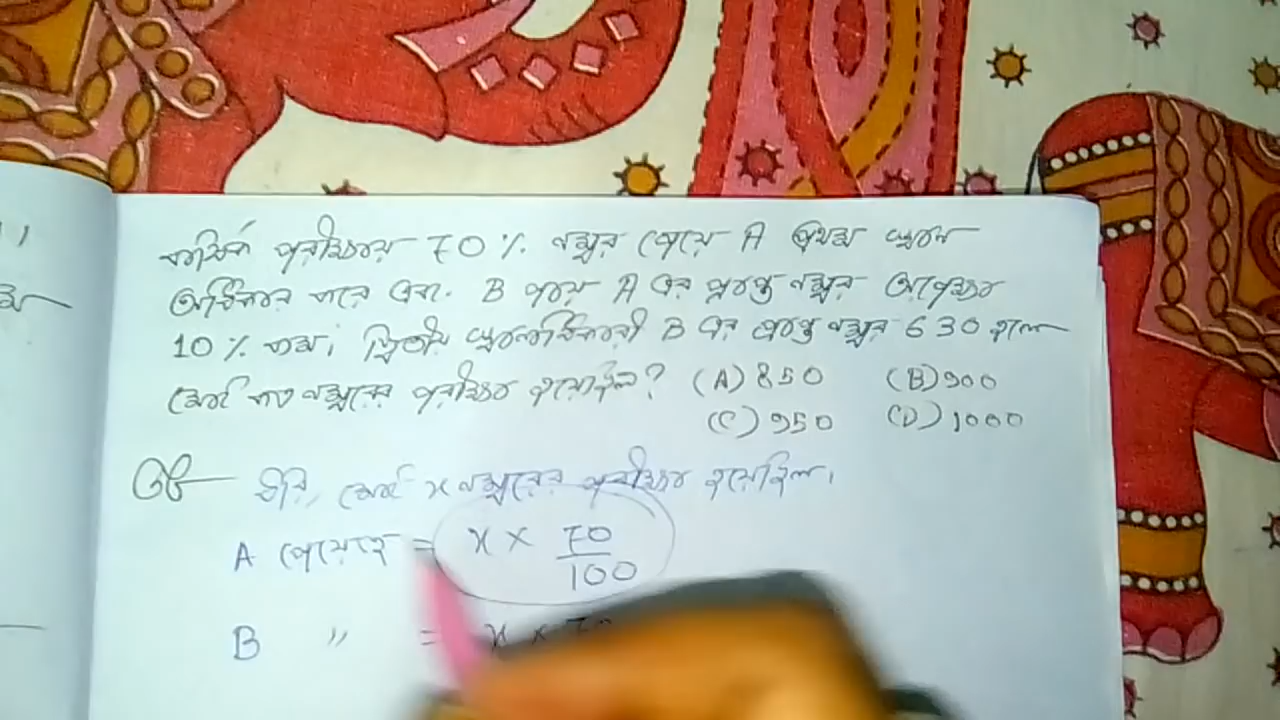 বার্ষিক পরীক্ষায় 70 % নম্বর পেয়ে A প্রথম স্থান
অধিকার করে এবং B পায় A এর প্রাপ্ত নম্বর অপেক্ষা
10 % কম। দ্বিতীয় স্থানাধিকারী B এর প্রাপ্ত নম্বর 630 হলে
মোট কত নম্বরের পরীক্ষা হয়েছিল? (A) 850 (B) 900
(C) 950 (D) 1000
ধরি, মোট x নম্বরের পরীক্ষা হয়েছিল।
A পেয়েছে = x × 70/100
B " = x × 70